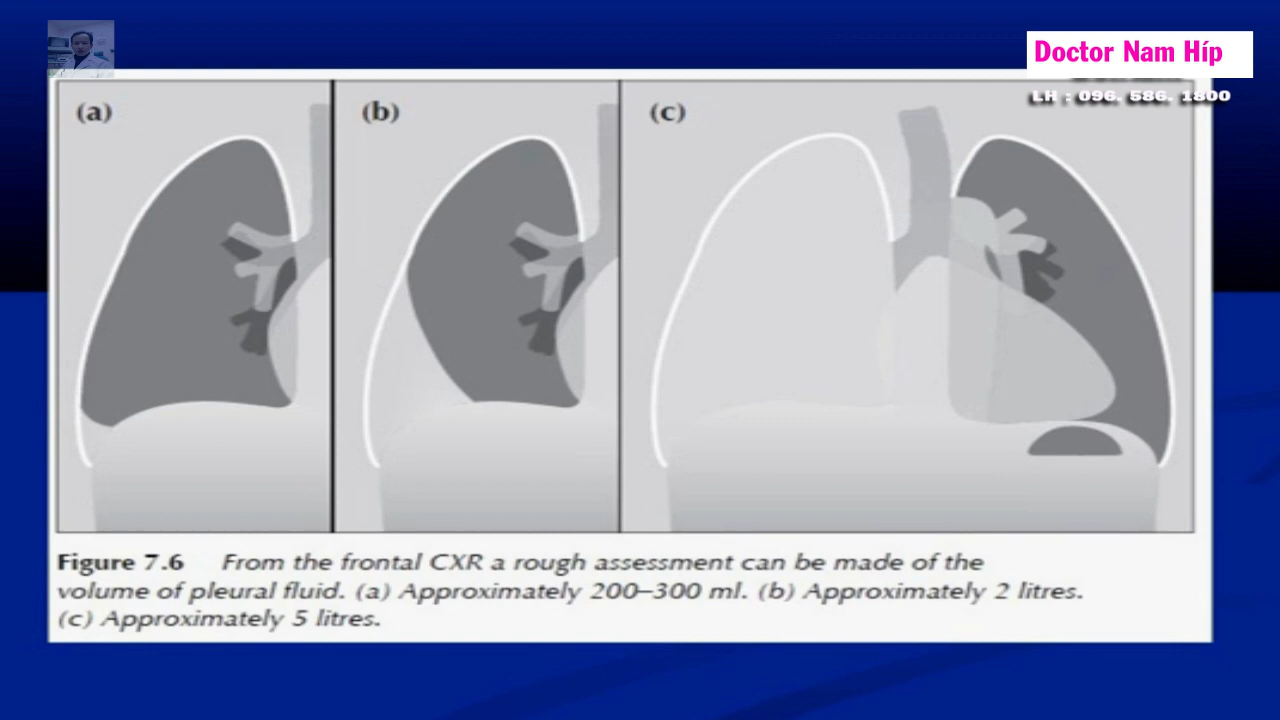 Doctor Nam Híp
LH : 096. 586. 1800
(a)
(b)
(c)
Figure 7.6 From the frontal CXR a rough assessment can be made of the
volume of pleural fluid. (a) Approximately 200–300 ml. (b) Approximately 2 litres.
(c) Approximately 5 litres.